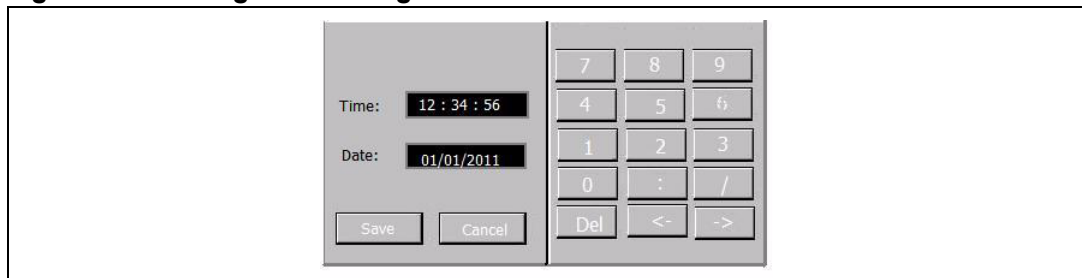 7 8 9
Time: 12 : 34 : 56
4 5
Date: 01/01/2011
1 2 3
0 : /
Save Cancel
Del <- ->